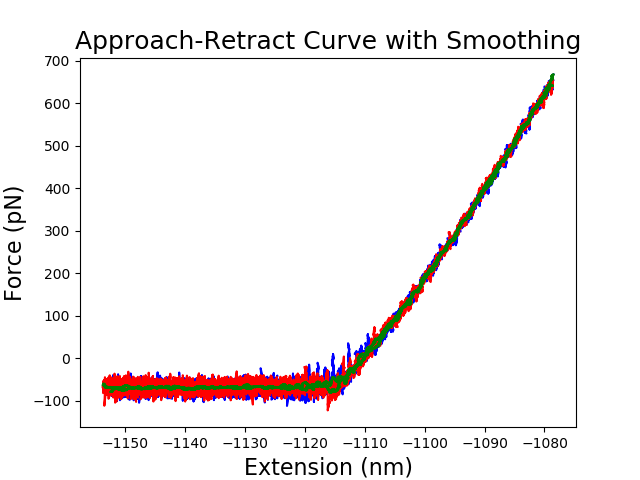 Approach-Retract Curve with Smoothing
700
600
500
400
300
200
100
0
−100
Force (pN)
−1150 −1140 −1130 −1120 −1110 −1100 −1090 −1080
Extension (nm)